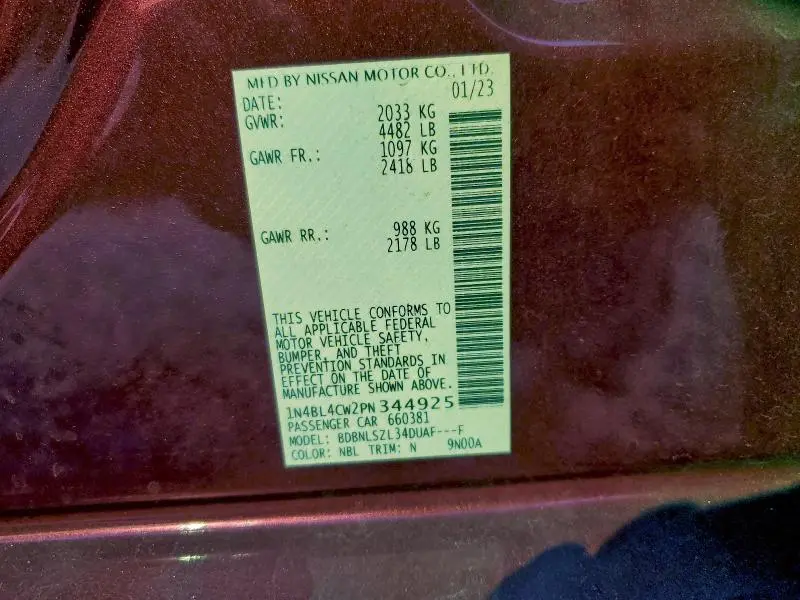 MFD BY NISSAN MOTOR CO., LTD.
DATE: 01/23
GVWR: 2033 KG
4482 LB
GAWR FR.: 1097 KG
2418 LB
GAWR RR.: 988 KG
2178 LB
THIS VEHICLE CONFORMS TO
ALL APPLICABLE FEDERAL
MOTOR VEHICLE SAFETY,
BUMPER, AND THEFT
PREVENTION STANDARDS IN
EFFECT ON THE DATE OF
MANUFACTURE SHOWN ABOVE.
1N4BL4CW2PN344925
PASSENGER CAR 660381
MODEL: BDBNLSZL34DUAF---F
COLOR: NBL TRIM: N 9N00A